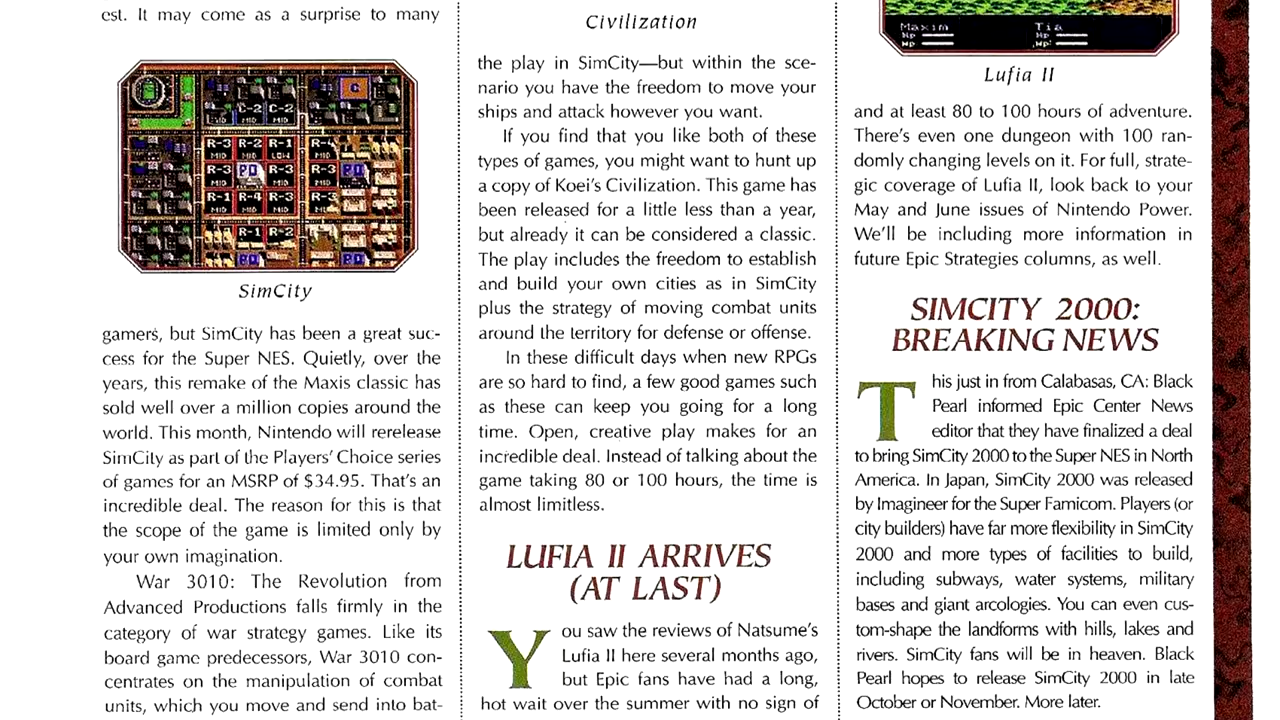 est. It may come as a surprise to many
SimCity
gamers, but SimCity has been a great suc-
cess for the Super NES. Quietly, over the
years, this remake of the Maxis classic has
sold well over a million copies around the
world. This month, Nintendo will rerelease
SimCity as part of the Players' Choice series
of games for an MSRP of $34.95. That's an
incredible deal. The reason for this is that
the scope of the game is limited only by
your own imagination.
War 3010: The Revolution from
Advanced Productions falls firmly in the
category of war strategy games. Like its
board game predecessors, War 3010 con-
centrates on the manipulation of combat
units, which you move and send into bat-
Civilization
the play in SimCity—but within the sce-
nario you have the freedom to move your
ships and attack however you want.
If you find that you like both of these
types of games, you might want to hunt up
a copy of Koei's Civilization. This game has
been released for a little less than a year,
but already it can be considered a classic.
The play includes the freedom to establish
and build your own cities as in SimCity
plus the strategy of moving combat units
around the territory for defense or offense.
In these difficult days when new RPGs
are so hard to find, a few good games such
as these can keep you going for a long
time. Open, creative play makes for an
incredible deal. Instead of talking about the
game taking 80 or 100 hours, the time is
almost limitless.
LUFIA II ARRIVES
(AT LAST)
You saw the reviews of Natsume's
Lufia II here several months ago,
but Epic fans have had a long,
hot wait over the summer with no sign of
Maxim Tia
Lufia II
and at least 80 to 100 hours of adventure.
There's even one dungeon with 100 ran-
domly changing levels on it. For full, strate-
gic coverage of Lufia II, look back to your
May and June issues of Nintendo Power.
We'll be including more information in
future Epic Strategies columns, as well.
SIMCITY 2000:
BREAKING NEWS
This just in from Calabasas, CA: Black
Pearl informed Epic Center News
editor that they have finalized a deal
to bring SimCity 2000 to the Super NES in North
America. In Japan, SimCity 2000 was released
by Imagineer for the Super Famicom. Players (or
city builders) have far more flexibility in SimCity
2000 and more types of facilities to build,
including subways, water systems, military
bases and giant arcologies. You can even cus-
tom-shape the landforms with hills, lakes and
rivers. SimCity fans will be in heaven. Black
Pearl hopes to release SimCity 2000 in late
October or November. More later.